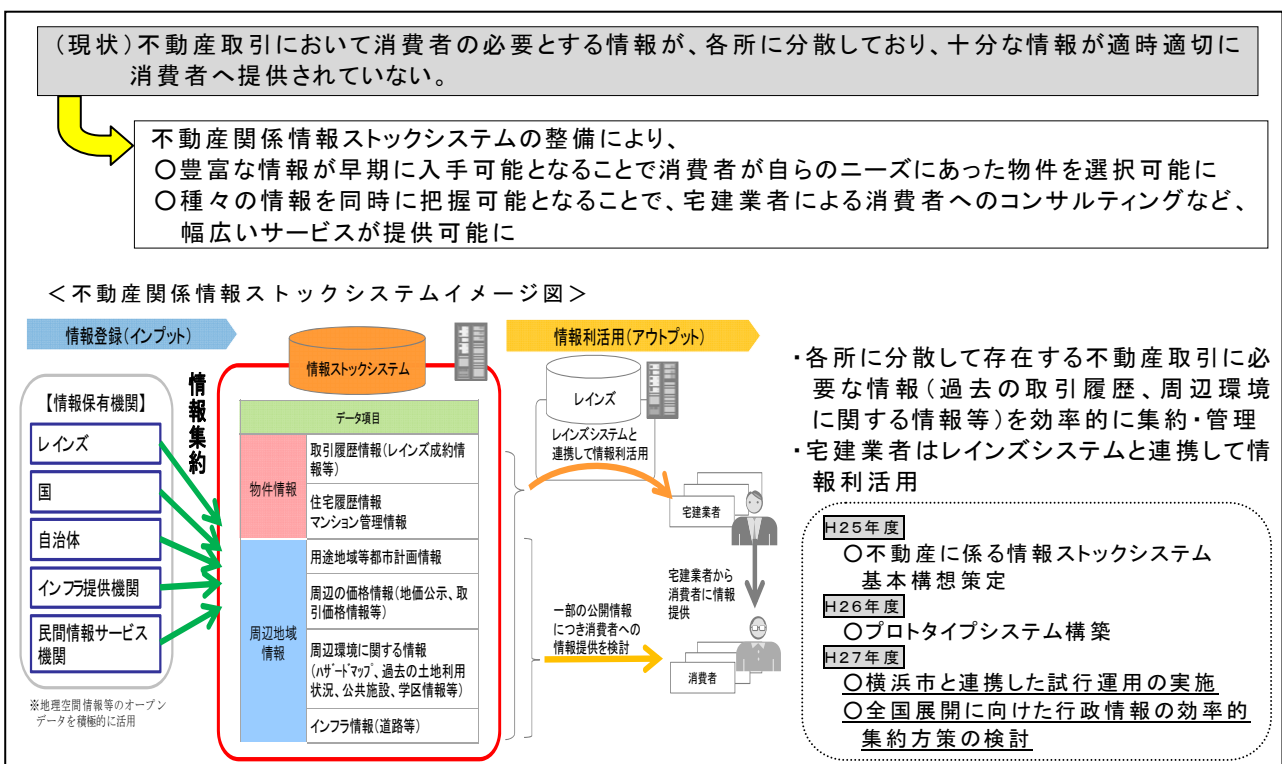 (現状)不動産取引において消費者の必要とする情報が、各所に分散しており、十分な情報が適時適切に
消費者へ提供されていない。
不動産関係情報ストックシステムの整備により、
○豊富な情報が早期に入手可能となることで消費者が自らのニーズにあった物件を選択可能に
○種々の情報を同時に把握可能となることで、宅建業者による消費者へのコンサルティングなど、
幅広いサービスが提供可能に
<不動産関係情報ストックシステムイメージ図>
情報登録(インプット)
【情報保有機関】
レインズ
国
自治体
インフラ提供機関
民間情報サービス
機関
※地理空間情報等のオープン
データを積極的に活用
情報集約
情報ストックシステム
データ項目
物件情報
取引履歴情報(レインズ成約情
報等)
住宅履歴情報
マンション管理情報
周辺地域
情報
用途地域等都市計画情報
周辺の価格情報(地価公示、取
引価格情報等)
周辺環境に関する情報
(ハザードマップ、過去の土地利用
状況、公共施設、学区情報等)
インフラ情報(道路等)
情報利活用(アウトプット)
レインズ
レインズシステムと
連携して情報利活用
宅建業者
宅建業者から
消費者に情報
提供
一部の公開情報
につき消費者への
情報提供を検討
消費者
・各所に分散して存在する不動産取引に必
要な情報(過去の取引履歴、周辺環境
に関する情報等)を効率的に集約・管理
・宅建業者はレインズシステムと連携して情
報利活用
H25年度
○不動産に係る情報ストックシステム
基本構想策定
H26年度
○プロトタイプシステム構築
H27年度
○横浜市と連携した試行運用の実施
○全国展開に向けた行政情報の効率的
集約方策の検討